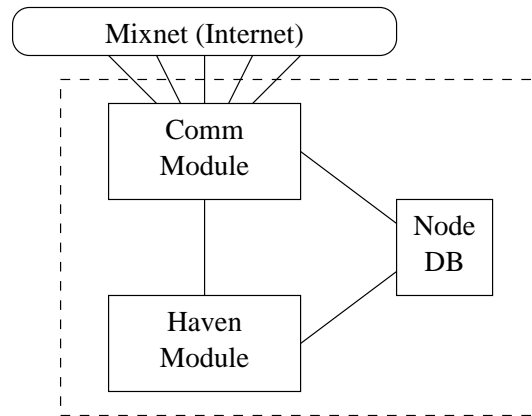 Mixnet (Internet)
Comm
Module
Node
DB
Haven
Module